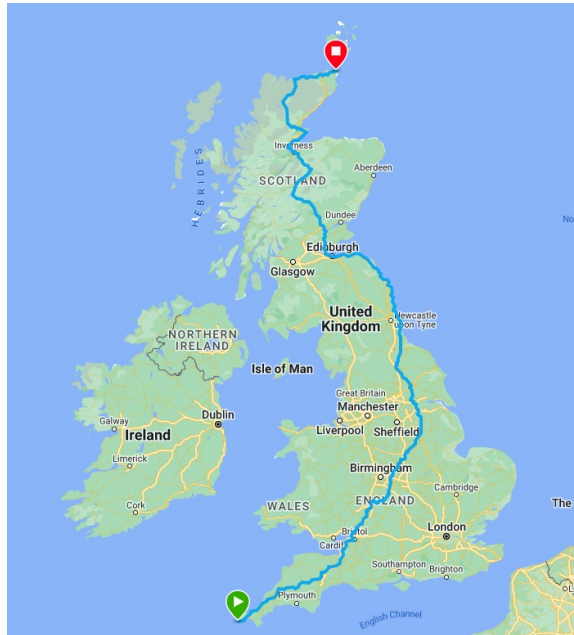 Inverness
Aberdeen
SCOTLAND
HEBRIDES
Dundee
Edinburgh
Glasgow
No
United
Kingdom
Newcastle
upon Tyne
NORTHERN
IRELAND
Isle of Man
Great Britain
Manchester
Dublin
Galway
Ireland
Liverpool
Sheffield
Limerick
Birmingham
Cambridge
Cork
WALES
ENGLAND
The
London
Bristol
Cardi
Southampton
Brighton
Plymouth
English Channel